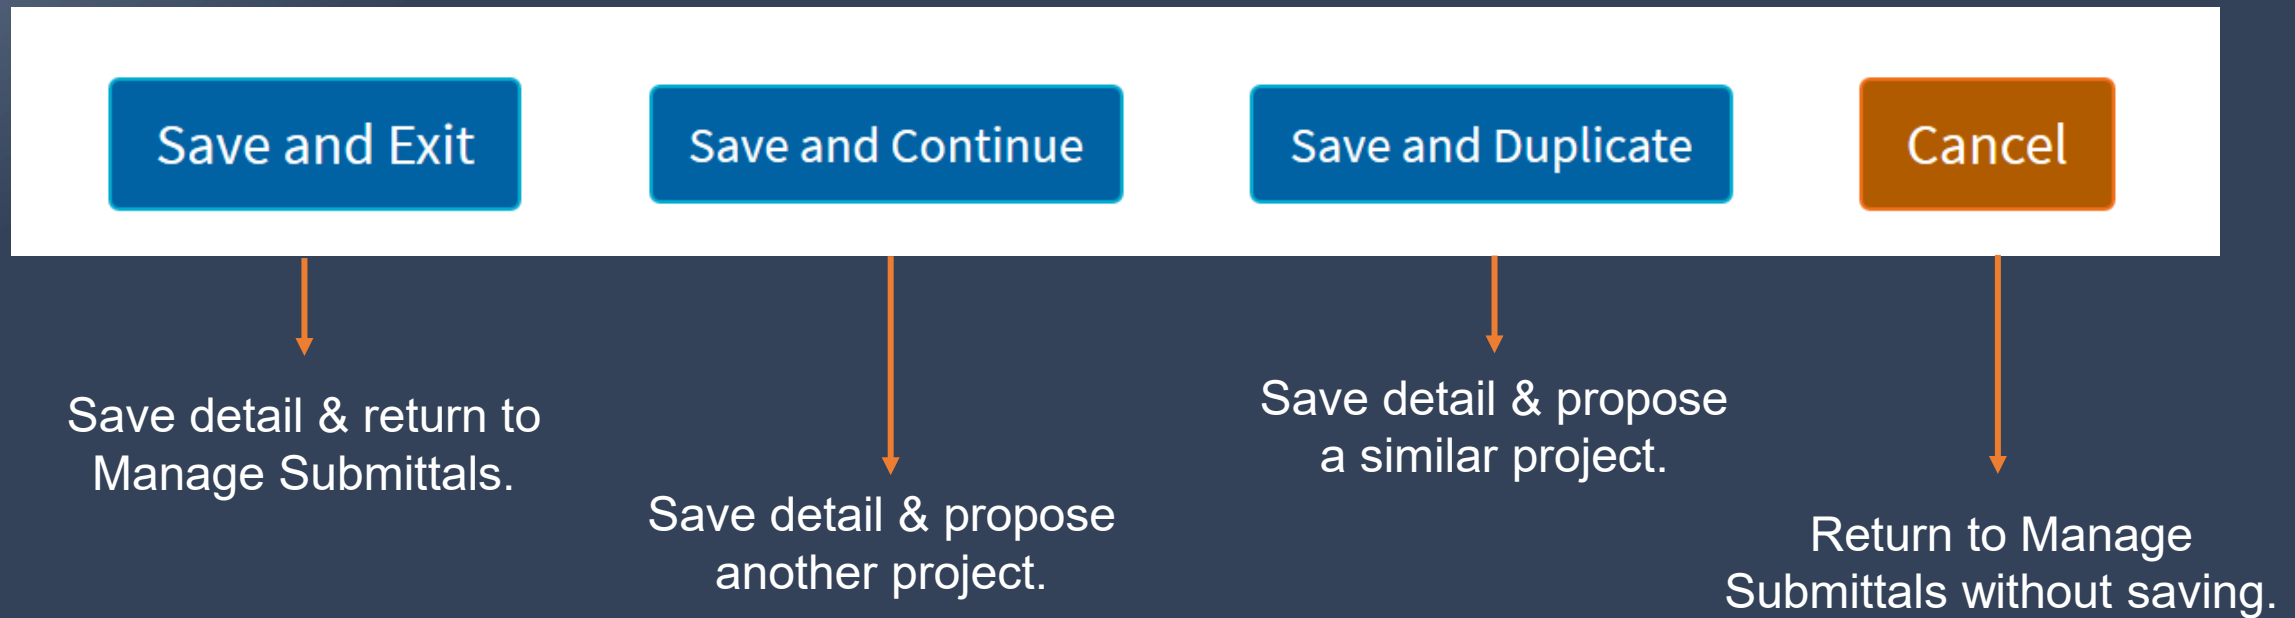 Save and Exit
Save and Continue
Save and Duplicate
Cancel
Save detail & return to
Manage Submittals.
Save detail & propose
another project.
Save detail & propose
a similar project.
Return to Manage
Submittals without saving.